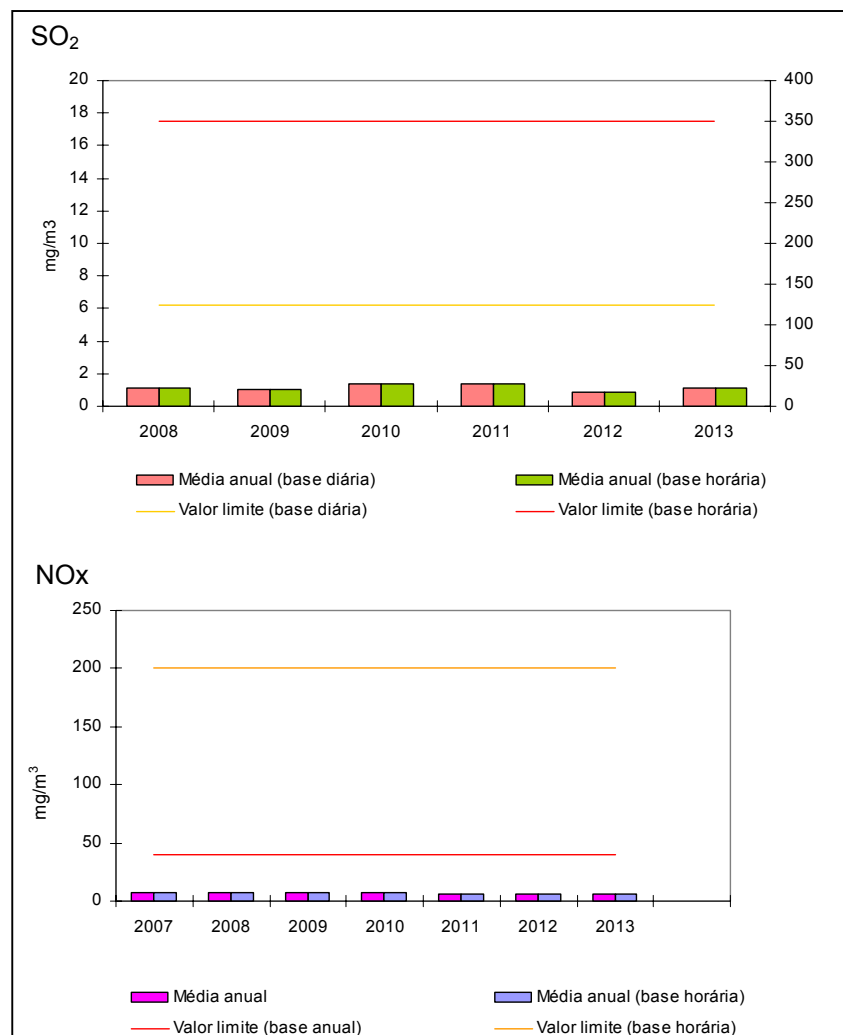 SO₂
20 400
18 350
16 300
14
12 250
10 200
8 150
6 100
4
2 50
0 0
mg/m3
2008 2009 2010 2011 2012 2013
Média anual (base diária) Média anual (base horária)
Valor limite (base diária) Valor limite (base horária)
NOx
250
200
150
100
50
0
mg/m³
2007 2008 2009 2010 2011 2012 2013
Média anual Média anual (base horária)
Valor limite (base anual) Valor limite (base horária)